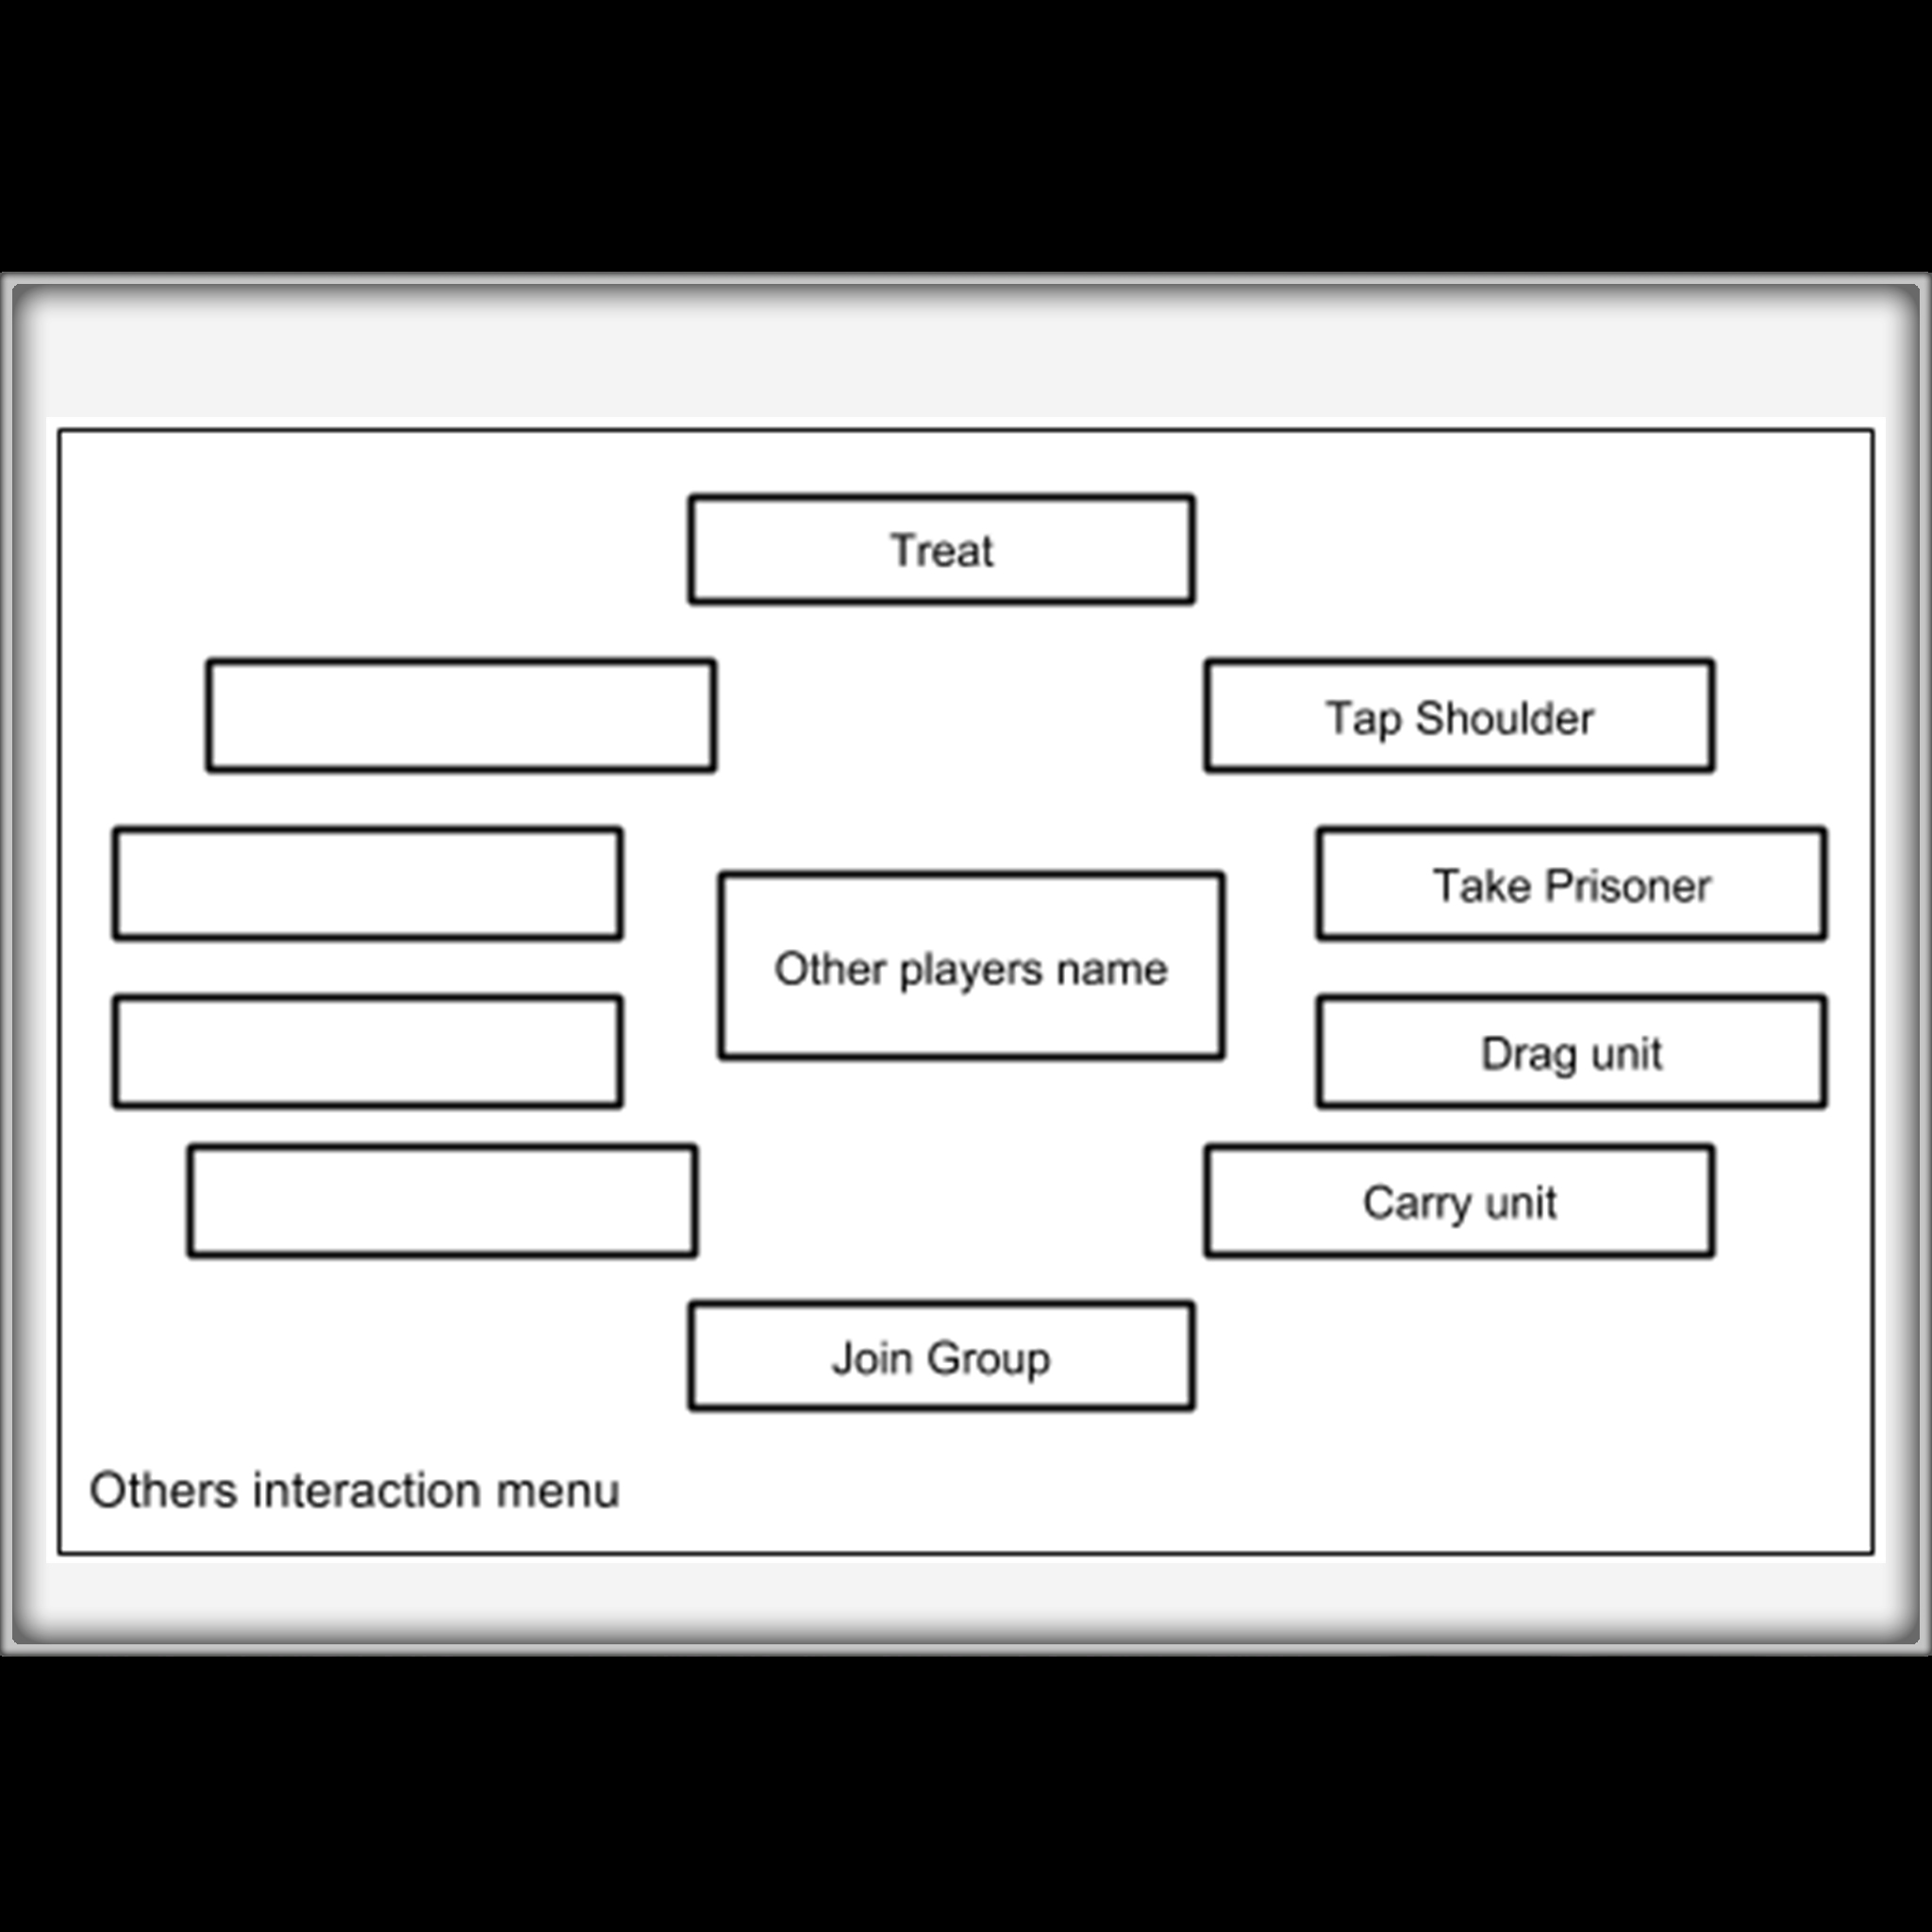 Treat
Tap Shoulder
Take Prisoner
Other players name
Drag unit
Carry unit
Join Group
Others interaction menu